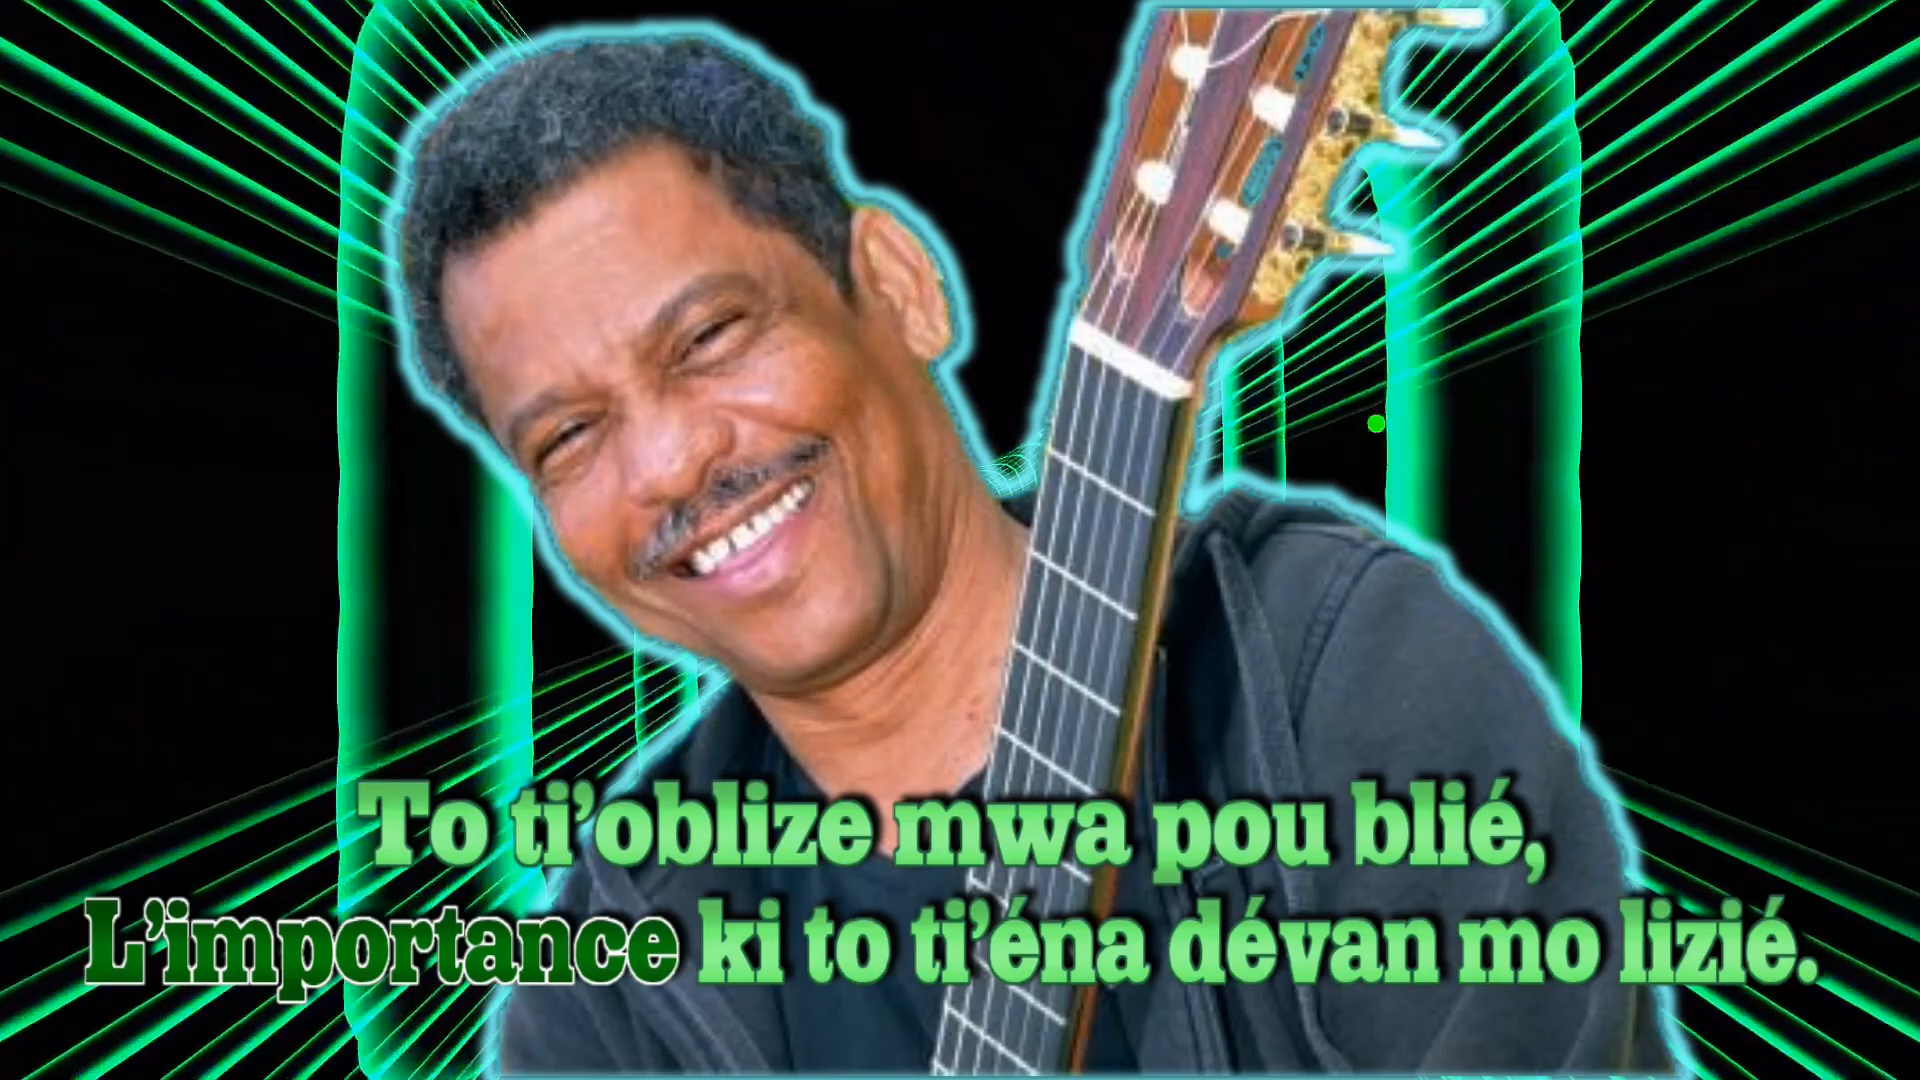 To ti’oblize mwa pou blié,
L’importance ki to ti’éna dévan mo lizié.